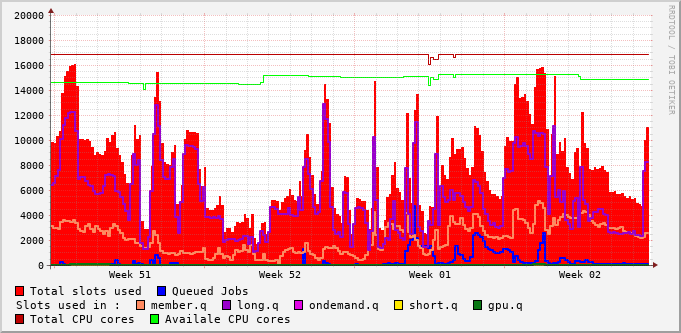 20000
18000
16000
14000
12000
10000
8000
6000
4000
2000
0
Week 51 Week 52 Week 01 Week 02
RRDTOOL / TOBI OETIKER
Total slots used Queued Jobs
Slots used in : member.q long.q ondemand.q short.q gpu.q
Total CPU cores Availale CPU cores